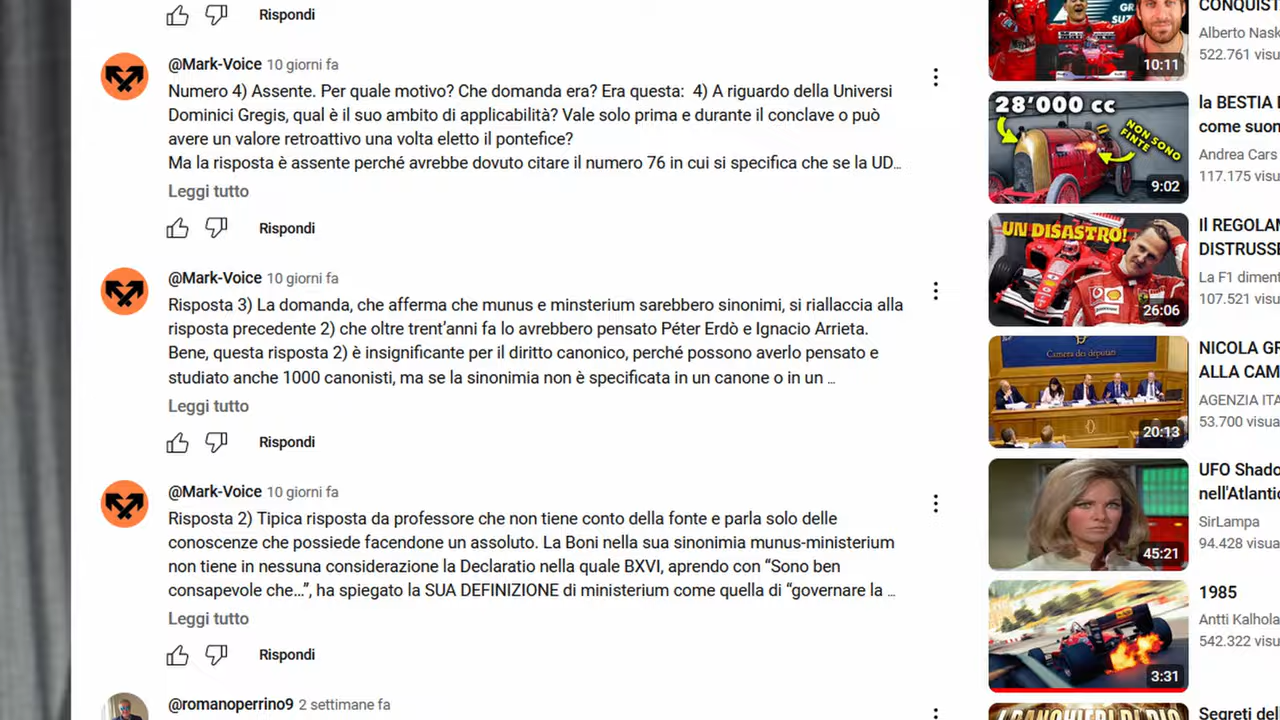 Rispondi
@Mark-Voice 10 giorni fa
Numero 4) Assente. Per quale motivo? Che domanda era? Era questa: 4) A riguardo della Universi
Dominici Gregis, qual è il suo ambito di applicabilità? Vale solo prima e durante il conclave o può
avere un valore retroattivo una volta eletto il pontefice?
Ma la risposta è assente perché avrebbe dovuto citare il numero 76 in cui si specifica che se la UD...
Leggi tutto
Rispondi
@Mark-Voice 10 giorni fa
Risposta 3) La domanda, che affermare che munus e minsterium sarebbero sinonimi, si riallaccia alla
risposta precedente 2) che oltre trent'anni fa lo avrebbero pensato Péter Erdò e Ignacio Arrieta.
Bene, questa risposta 2) è insignificante per il diritto canonico, perché possono averlo pensato e
studiato anche 1000 canonisti, ma se la sinonimia non è specificata in un canone o in un ...
Leggi tutto
Rispondi
@Mark-Voice 10 giorni fa
Risposta 2) Tipica risposta da professore che non tiene conto della fonte e parla solo delle
conoscenze che possiede facendone un assoluto. La Boni nella sua sinonimia munus-ministerium
non tiene in nessuna considerazione la Declaratio nella quale BXVI, aprendo con “Sono ben
consapevole che…”, ha spiegato la SUA DEFINIZIONE di ministerium come quella di “governare la ...
Leggi tutto
Rispondi
@romanoperrino9 2 settimane fa
CONQUIST
Alberto Nask
522.761 visu
10:11
28'000 cc
NON SONO
FINTE
9:02
la BESTIA
come suon
Andrea Cars
117.175 visu
UN DISASTRO!
26:06
Il REGOLAM
DISTRUSSE
La F1 diment
107.521 visu
Camera dei deputati
20:13
NICOLA GR
ALLA CAM
AGENZIA ITA
53.700 visua
45:21
UFO Shado
nell'Atlantic
SirLampa
94.428 visua
3:31
1985
Antti Kalhola
542.322 visu
Segreti del